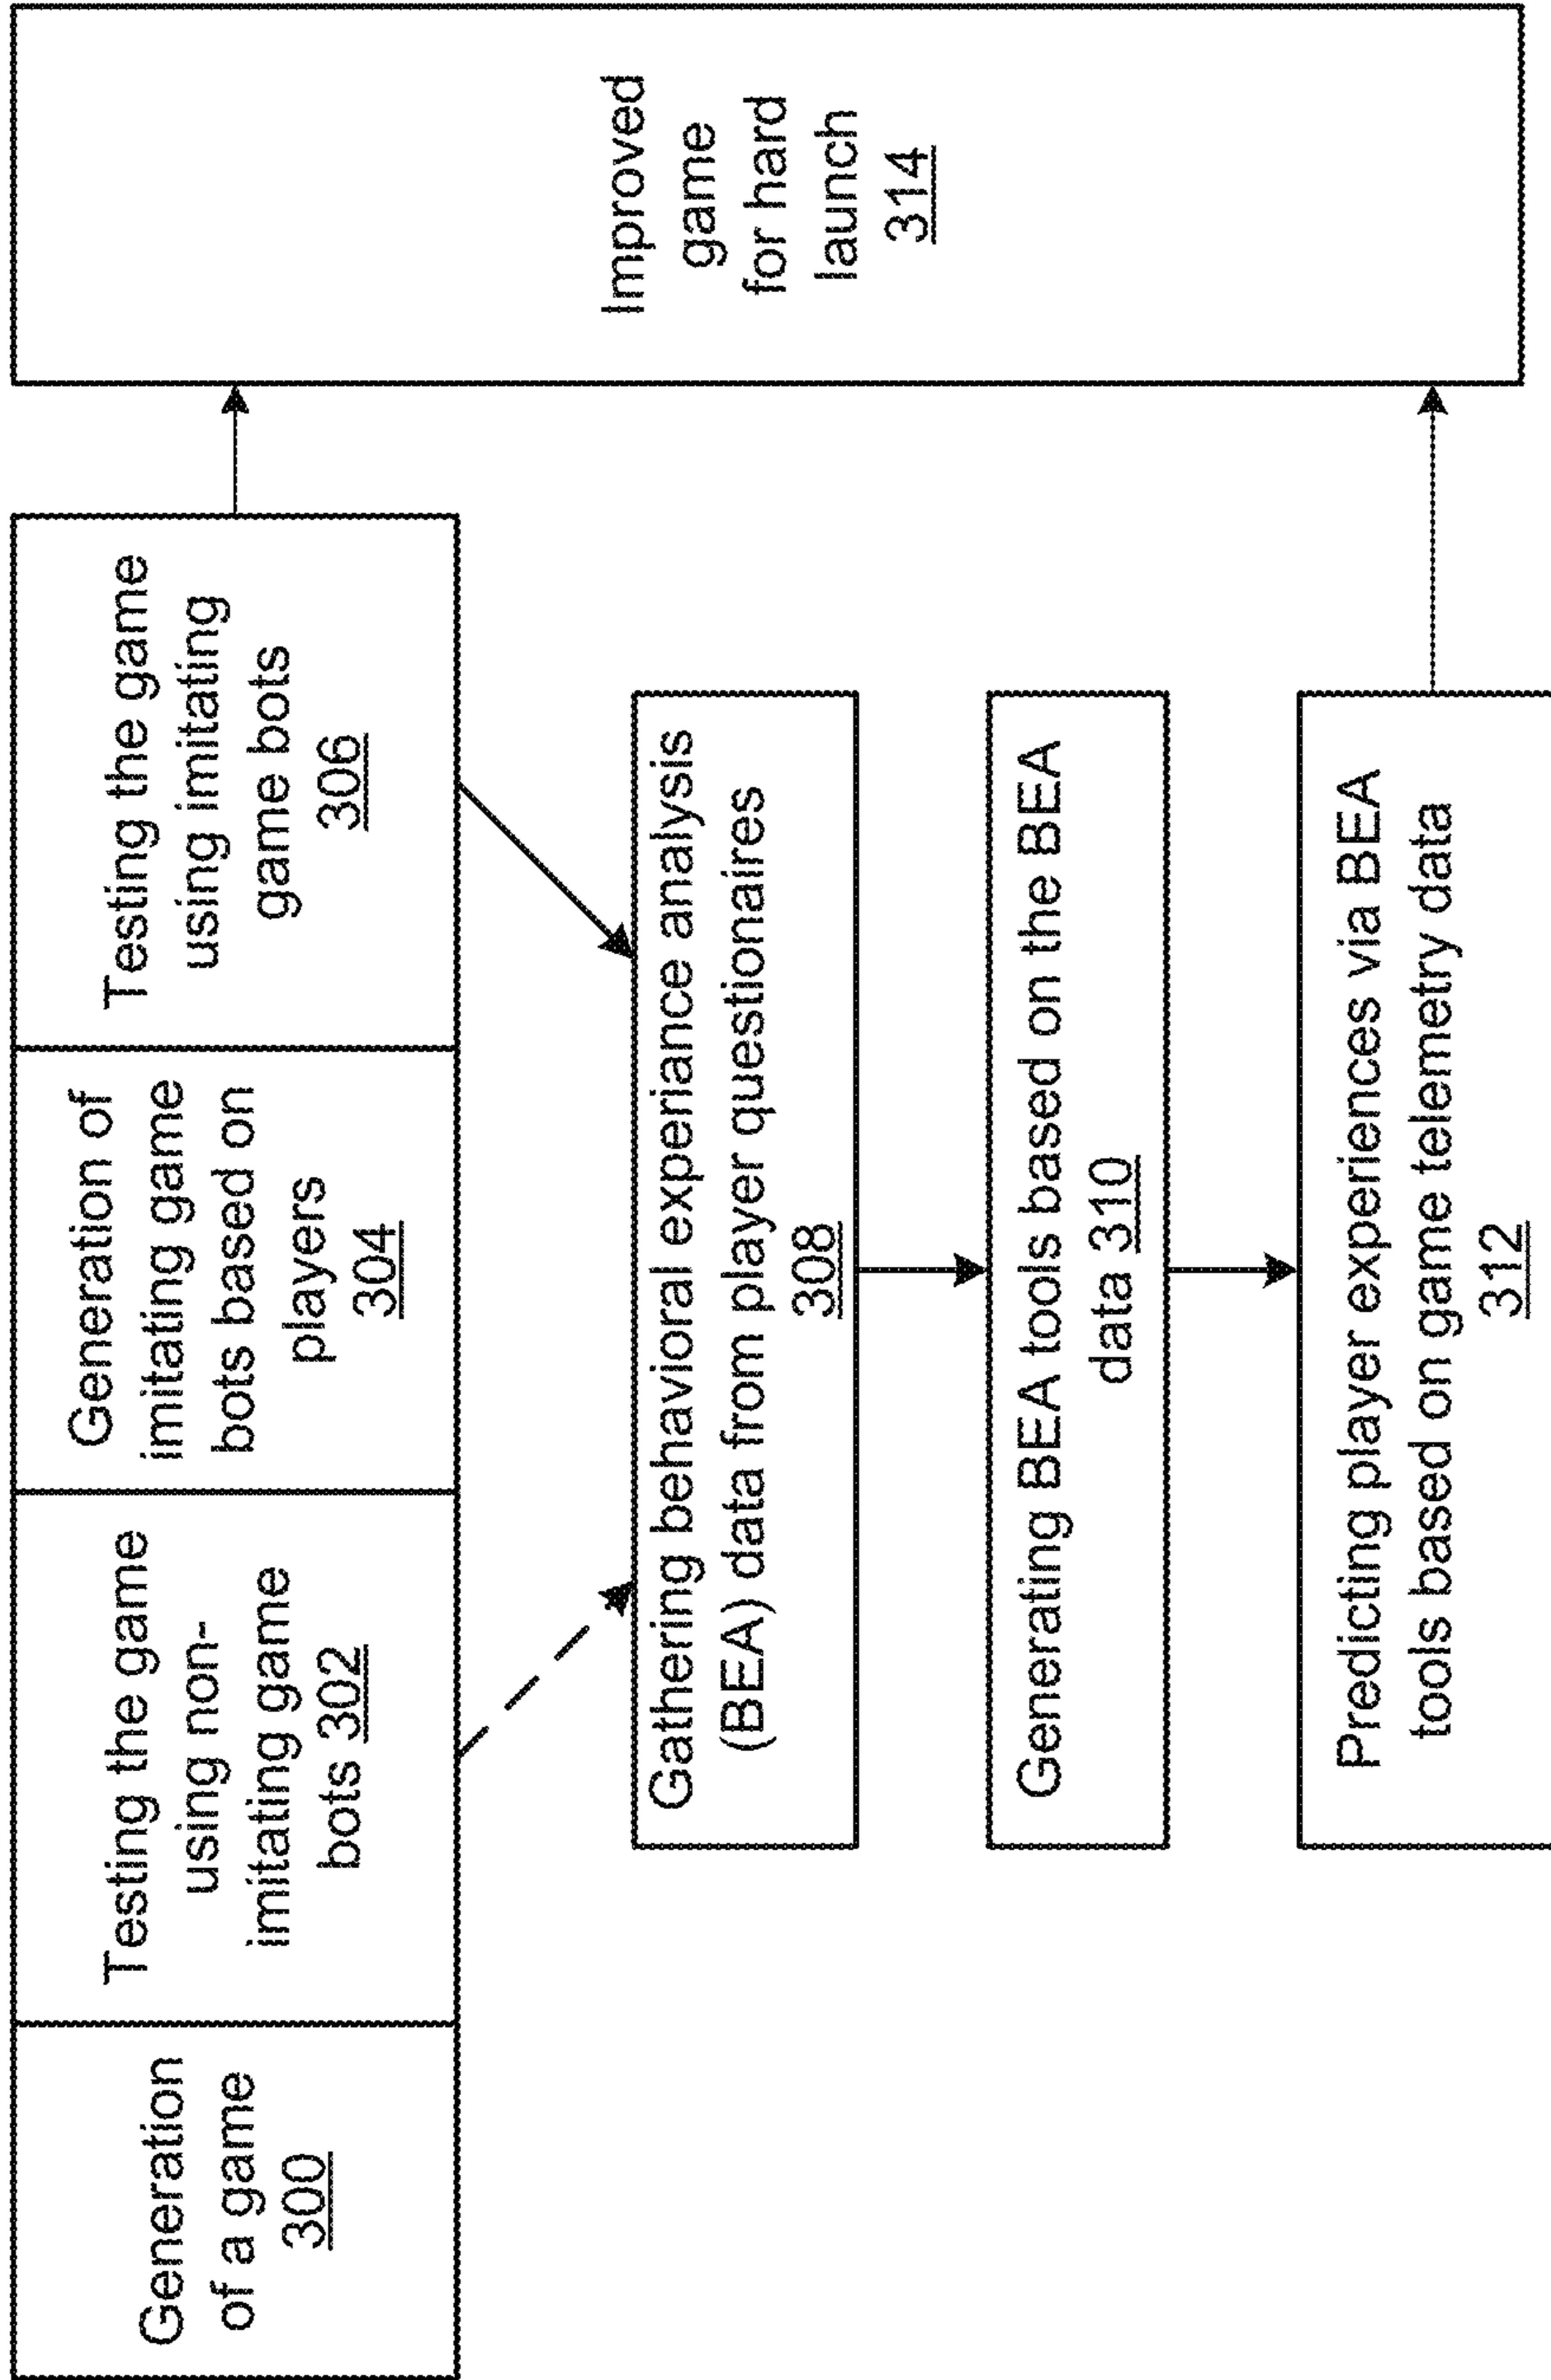 Generation
of a game
300
Testing the game
using non-
imitating game
bots 302
Generation of
imitating game
bots based on
players
304
Testing the game
using imitating
game bots
306
Improved
game
for hard
launch
314
Gathering behavioral experiance analysis
(BEA) data from player questionaires
308
Generating BEA tools based on the BEA
data 310
Predicting player experiences via BEA
tools based on game telemetry data
312